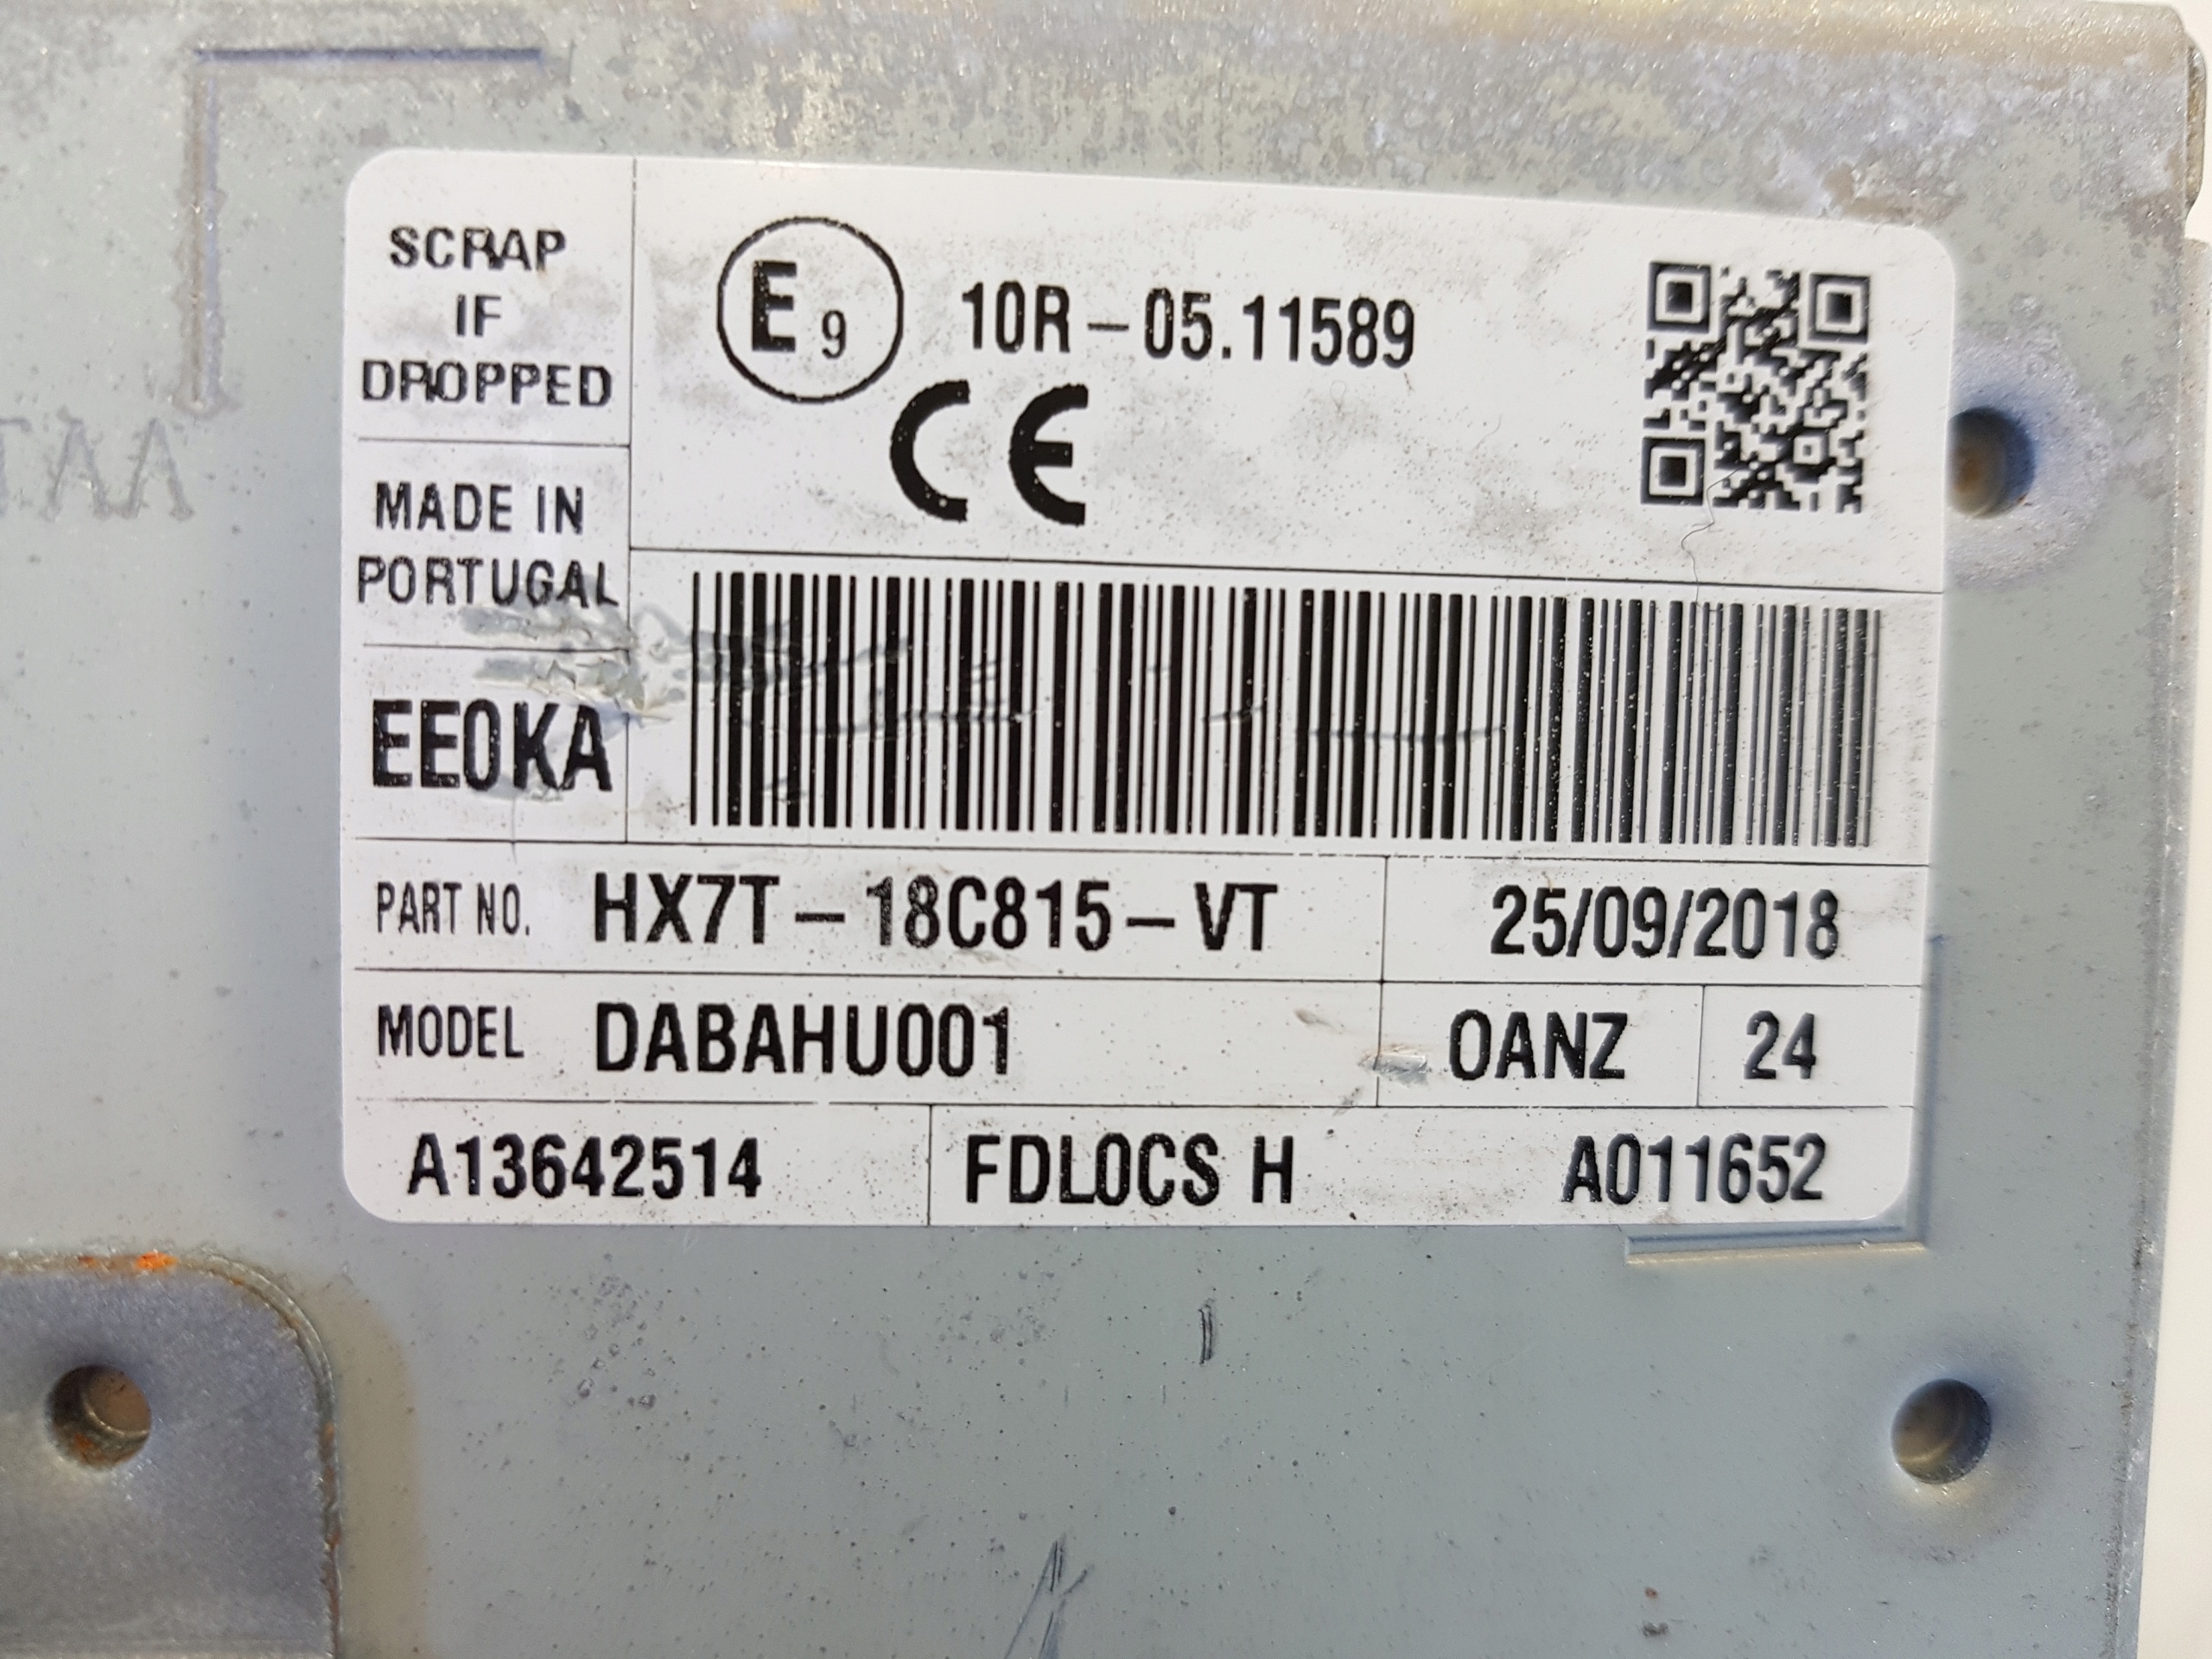 SCRAP
IF
DROPPED
MADE IN
PORTUGAL
EE0KA
E 9
10R-05.11589
CE
PART NO. HX7T-18C815-VT
25/09/2018
MODEL DABAHU001
OANZ
24
A13642514
FDLOCS H
A011652